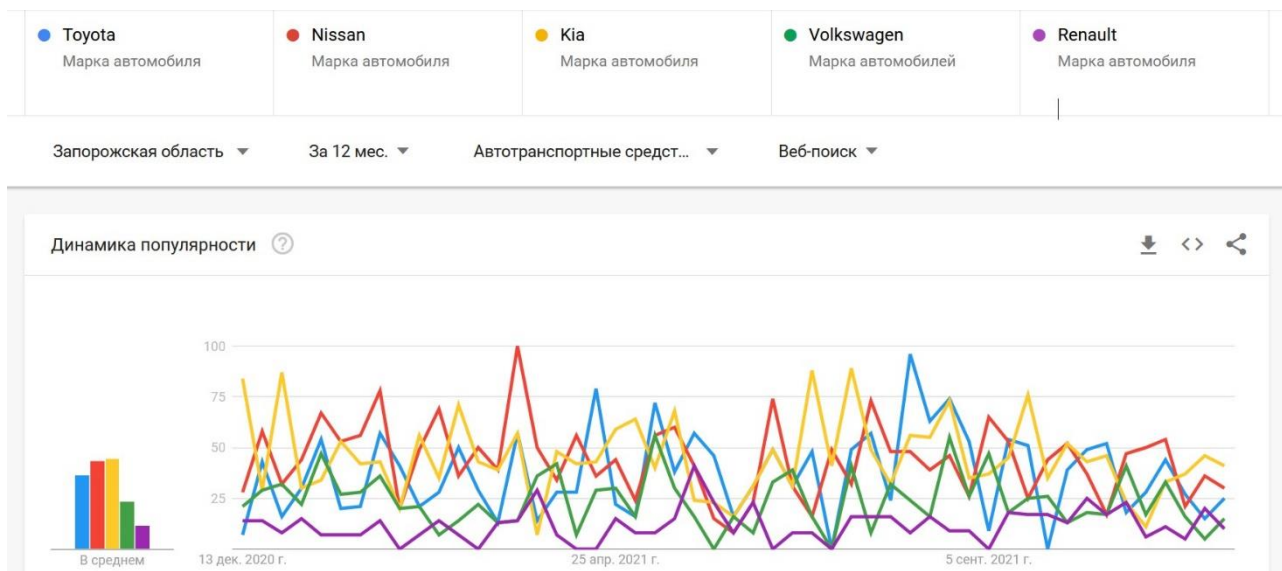 Toyota
Марка автомобиля
Nissan
Марка автомобиля
Kia
Марка автомобиля
Volkswagen
Марка автомобилей
Renault
Марка автомобиля
Запорожская область
За 12 мес.
Автотранспортные средст...
Веб-поиск
Динамика популярности ?
100
75
50
25
В среднем
13 дек. 2020 г.
25 апр. 2021 г.
5 сент. 2021 г.